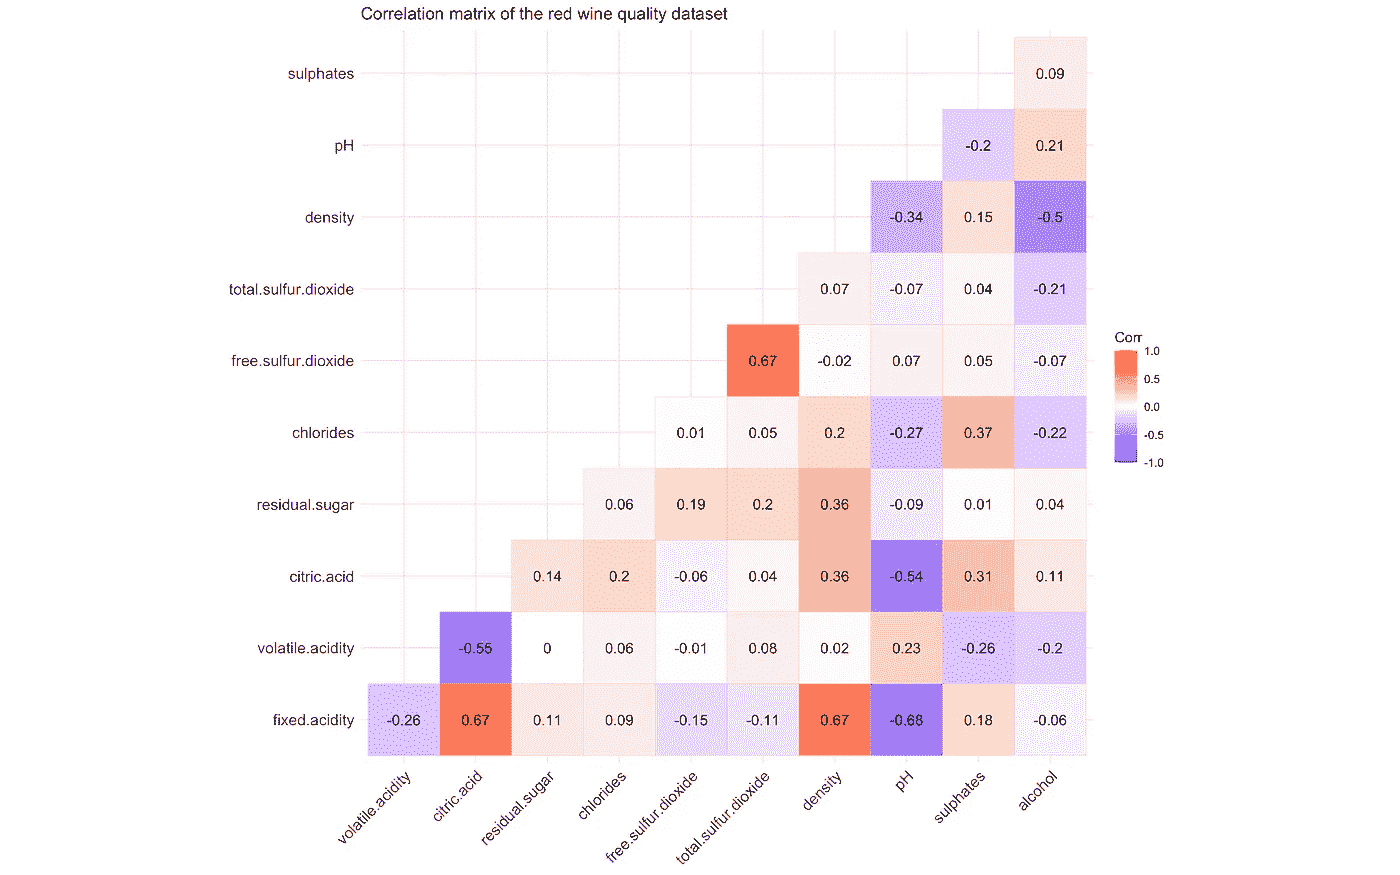 Correlation matrix of the red wine quality dataset
sulphates 0.09
pH -0.2 0.21
density -0.34 0.15 -0.5
total.sulfur.dioxide 0.07 -0.07 0.04 -0.21
free.sulfur.dioxide 0.67 -0.02 0.07 0.05 -0.07
chlorides 0.01 0.05 0.2 -0.27 0.37 -0.22
residual.sugar 0.06 0.19 0.2 0.36 -0.09 0.01 0.04
citric.acid 0.14 0.2 -0.06 0.04 0.36 -0.54 0.31 0.11
volatile.acidity -0.55 0 0.06 -0.01 0.08 0.02 0.23 -0.26 -0.2
fixed.acidity -0.26 0.67 0.11 0.09 -0.15 -0.11 0.67 -0.68 0.18 -0.06
volatile.acidity
citric.acid
residual.sugar
chlorides
free.sulfur.dioxide
total.sulfur.dioxide
density
pH
sulphates
alcohol
Corr
1.0
0.5
0.0
-0.5
-1.0